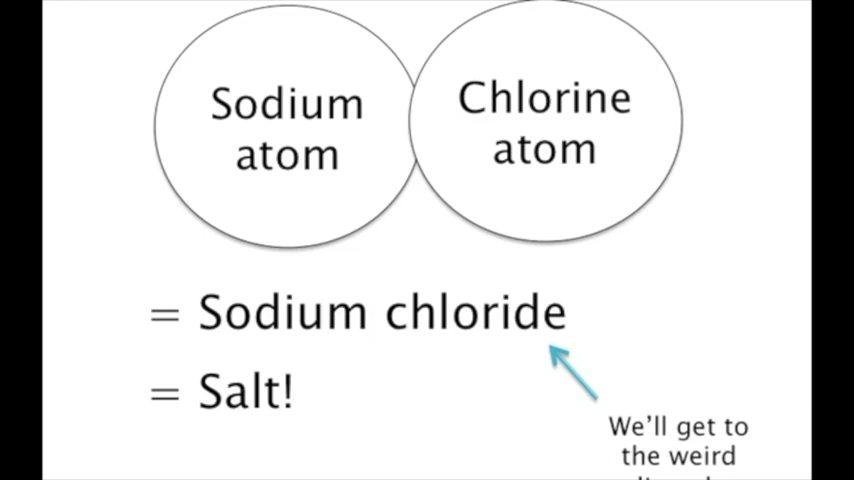 Sodium
atom
Chlorine
atom
= Sodium chloride
= Salt!
We'll get to
the weird